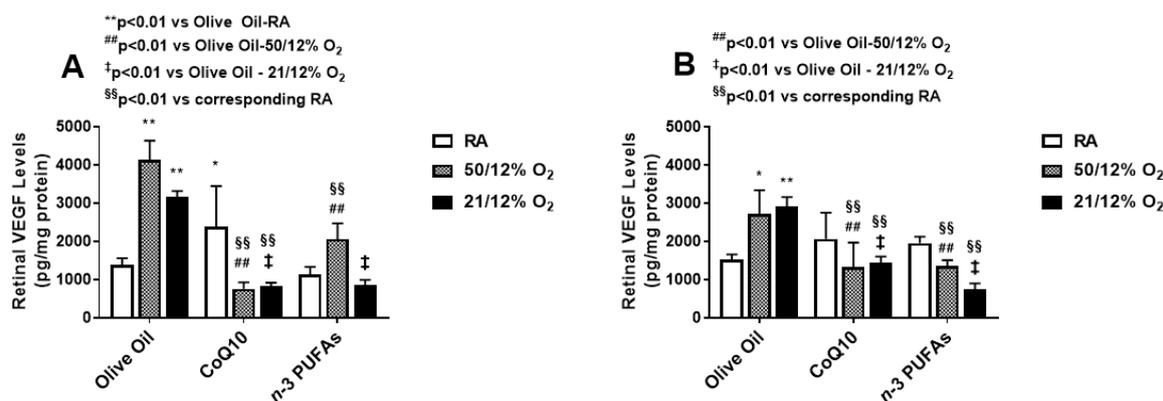 **p<0.01 vs Olive Oil-RA
##p<0.01 vs Olive Oil-50/12% O2
‡p<0.01 vs Olive Oil - 21/12% O2
§§p<0.01 vs corresponding RA
A
Retinal VEGF Levels
(pg/mg protein)
5000
4000
3000
2000
1000
0
**
**
*
§§
##
§§
‡
§§
##
‡
Olive Oil
CoQ10
n-3 PUFAs
RA
50/12% O2
21/12% O2
##p<0.01 vs Olive Oil-50/12% O2
‡p<0.01 vs Olive Oil - 21/12% O2
§§p<0.01 vs corresponding RA
B
Retinal VEGF Levels
(pg/mg protein)
5000
4000
3000
2000
1000
0
*
**
§§
##
§§
‡
§§
##
§§
‡
Olive Oil
CoQ10
n-3 PUFAs
RA
50/12% O2
21/12% O2